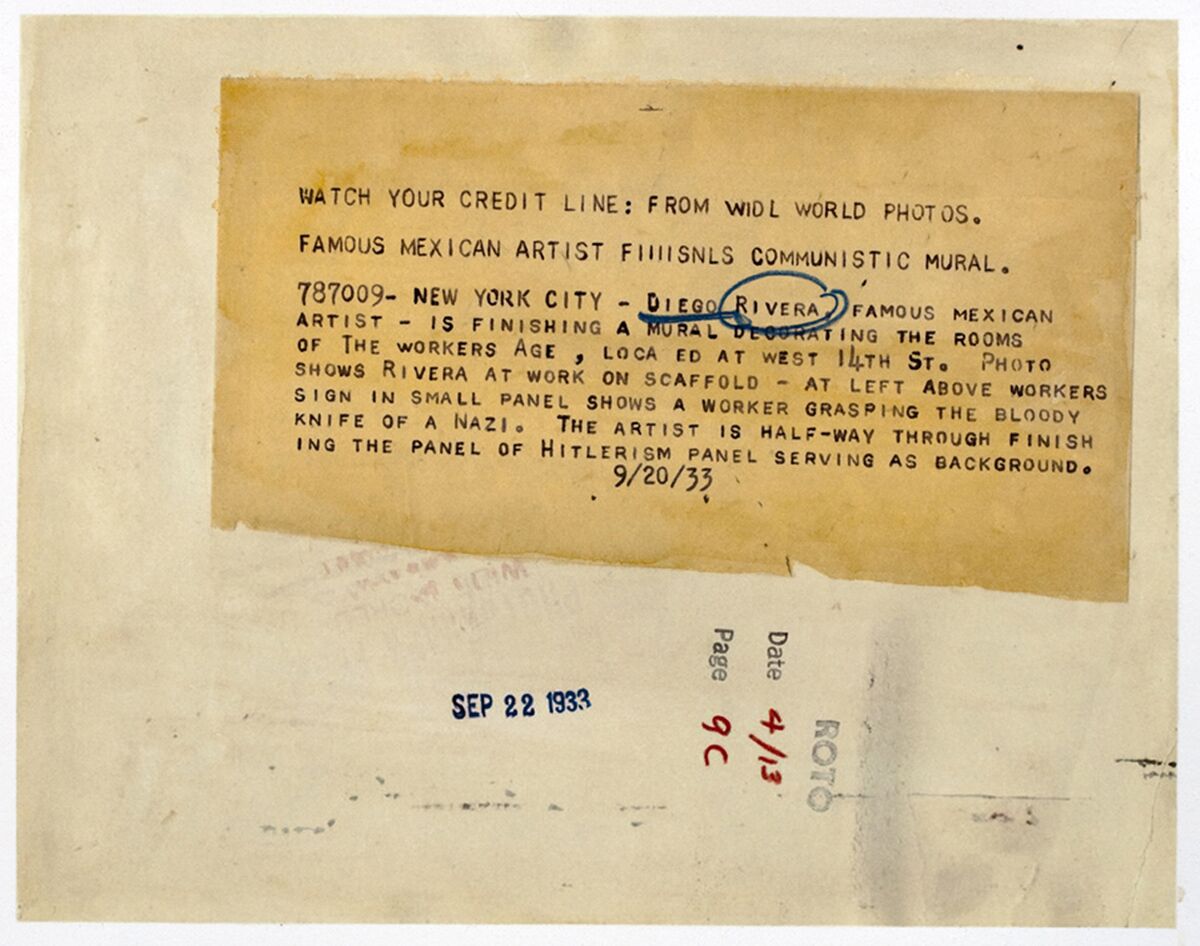 WATCH YOUR CREDIT LINE: FROM WIDL WORLD PHOTOS.
FAMOUS MEXICAN ARTIST FIIIISNLS COMMUNISTIC MURAL.
787009- NEW YORK CITY - DIEGO RIVERA, FAMOUS MEXICAN
ARTIST - IS FINISHING A MURAL DECORATING THE ROOMS
OF THE WORKERS AGE , LOCA ED AT WEST 14TH ST. PHOTO
SHOWS RIVERA AT WORK ON SCAFFOLD - AT LEFT ABOVE WORKERS
SIGN IN SMALL PANEL SHOWS A WORKER GRASPING THE BLOODY
KNIFE OF A NAZI. THE ARTIST IS HALF-WAY THROUGH FINISH
ING THE PANEL OF HITLERISM PANEL SERVING AS BACKGROUND.
9/20/33
SEP 22 1933
Date 4/13
Page 9C
ROTO